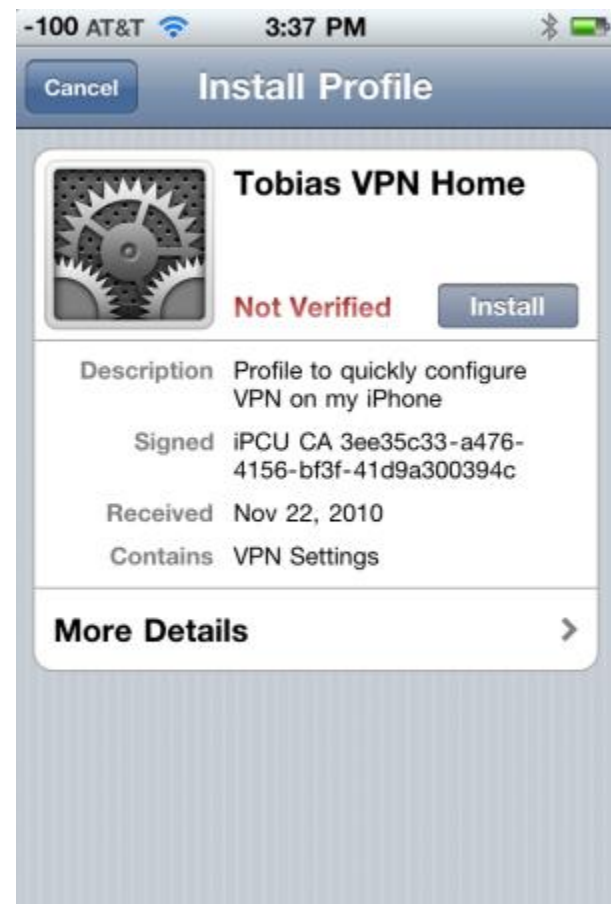 -100 AT&T 3:37 PM
Cancel Install Profile
Tobias VPN Home
Not Verified Install
Description Profile to quickly configure
VPN on my iPhone
Signed iPCU CA 3ee35c33-a476-
4156-bf3f-41d9a300394c
Received Nov 22, 2010
Contains VPN Settings
More Details